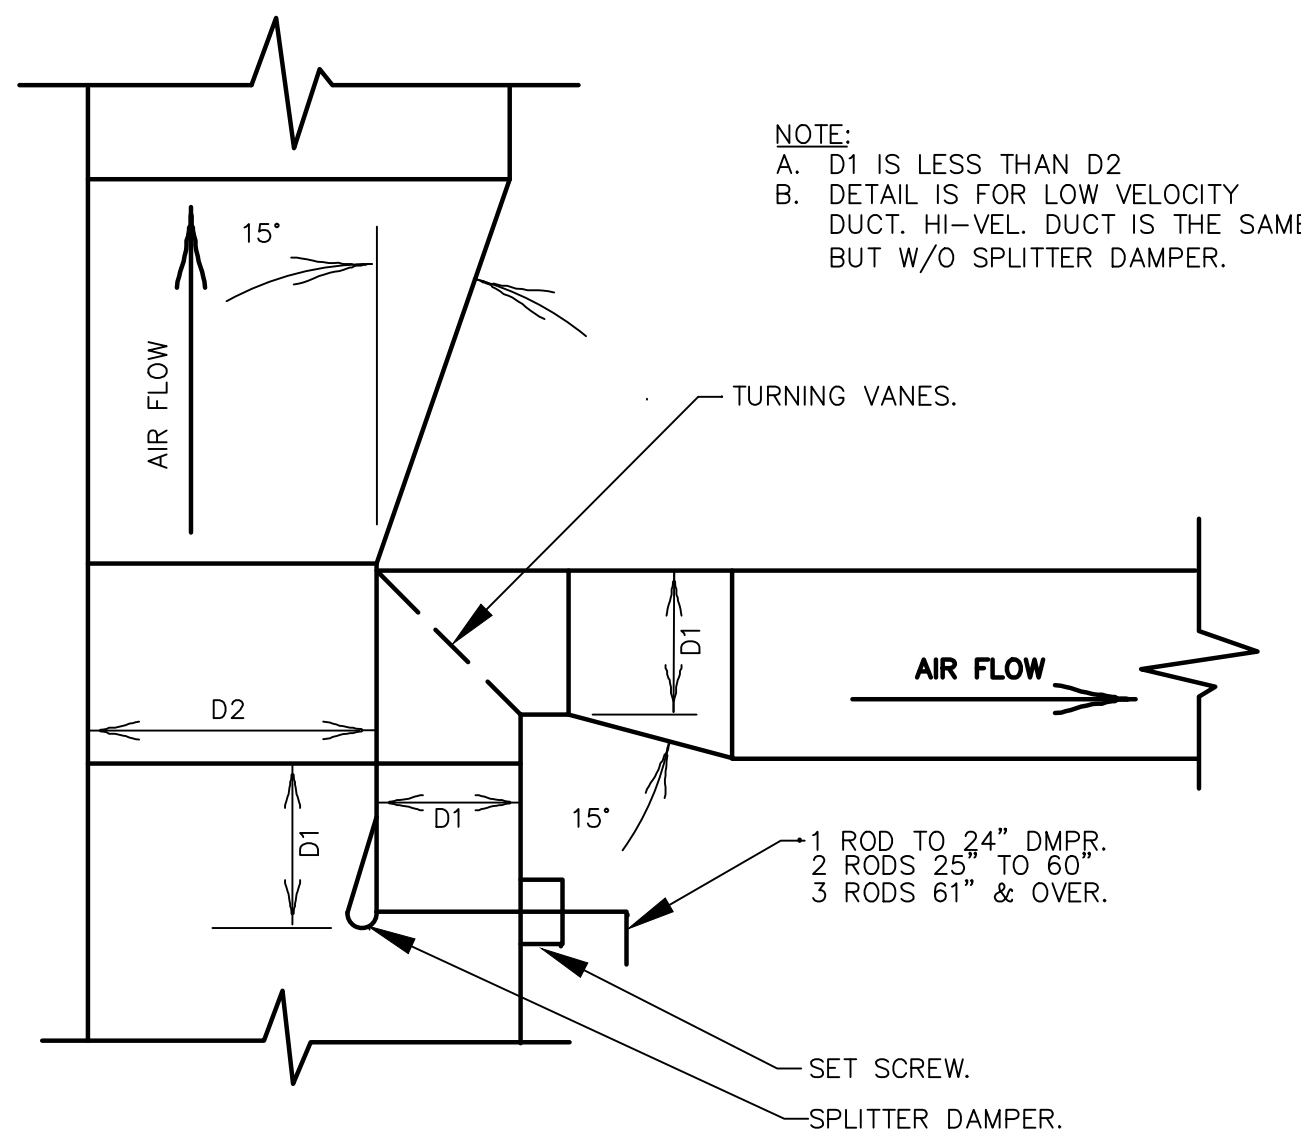 NOTE:
A. D1 IS LESS THAN D2
B. DETAIL IS FOR LOW VELOCITY
DUCT. HI-VEL. DUCT IS THE SAME
BUT W/O SPLITTER DAMPER.
15°
AIR FLOW
TURNING VANES.
D1
AIR FLOW
D2
D1
D1
15°
1 ROD TO 24" DMPR.
2 RODS 25" TO 60"
3 RODS 61" & OVER.
SET SCREW.
SPLITTER DAMPER.